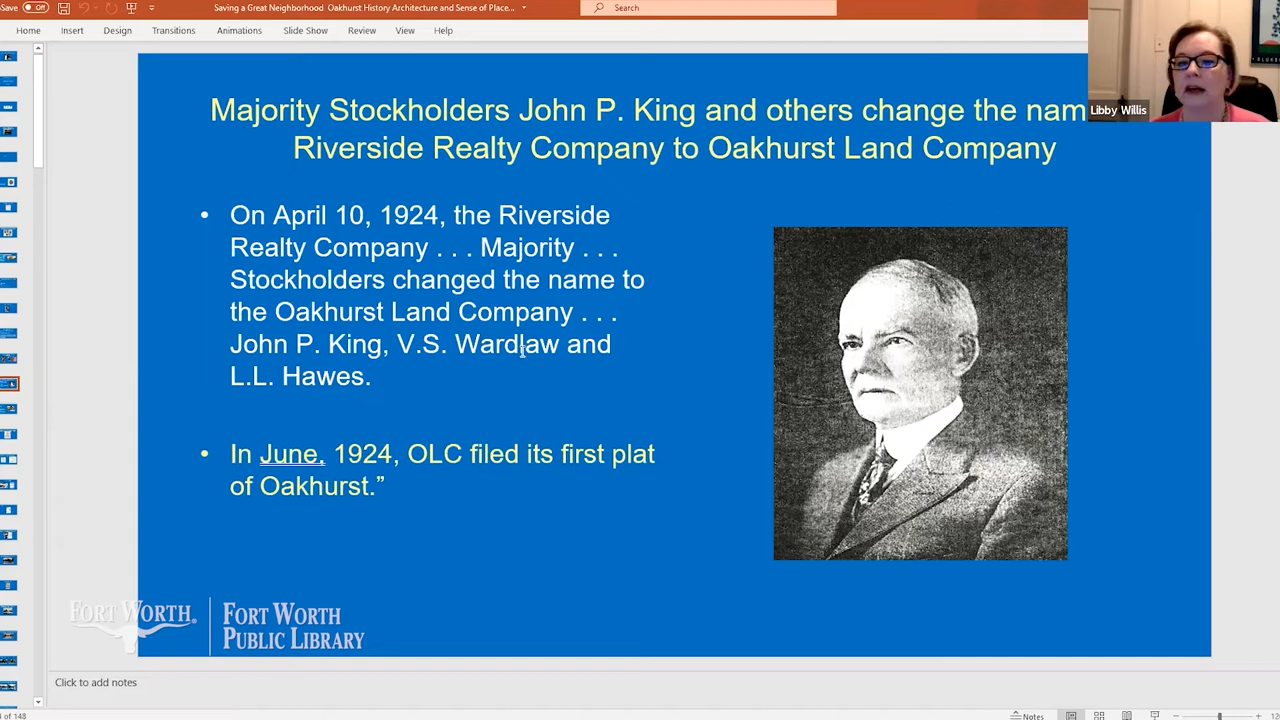 Save Off Saving a Great Neighborhood Oakhurst History Architecture and Sense of Place... Search
Home Insert Design Transitions Animations Slide Show Review View Help
Libby Willis
Majority Stockholders John P. King and others change the nam
Riverside Realty Company to Oakhurst Land Company
• On April 10, 1924, the Riverside
Realty Company . . . Majority . . .
Stockholders changed the name to
the Oakhurst Land Company . . .
John P. King, V.S. Wardlaw and
L.L. Hawes.
• In June, 1924, OLC filed its first plat
of Oakhurst.”
FORT WORTH®
FORT WORTH
PUBLIC LIBRARY
Click to add notes
of 148 Notes